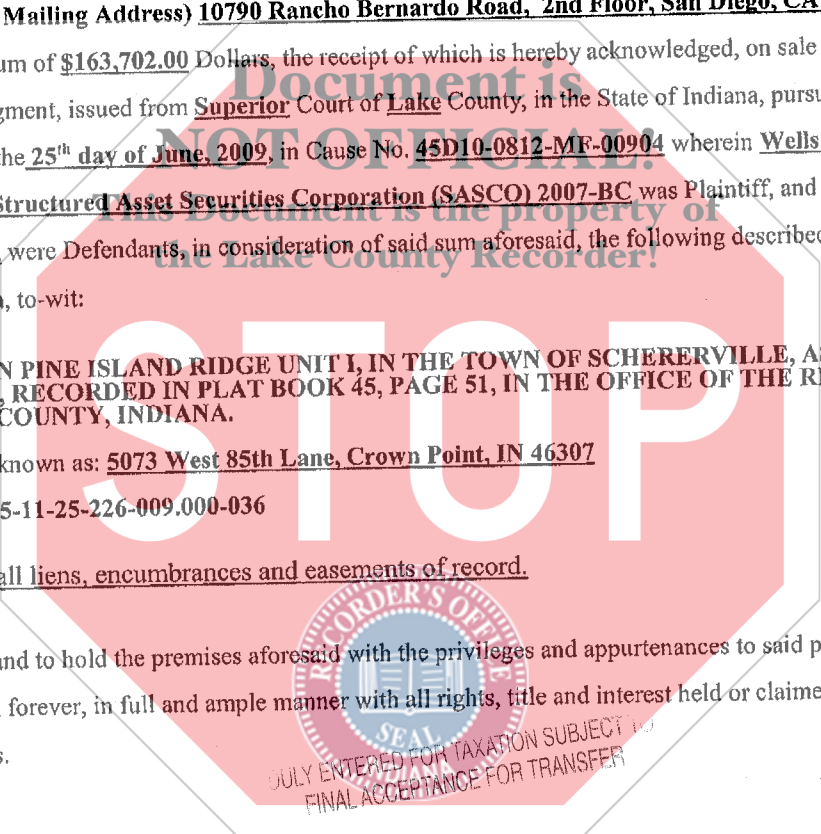 Mailing Address) 10790 Rancho Bernardo Road, 2nd Floor, San Diego, CA
um of $163,702.00 Dollars, the receipt of which is hereby acknowledged, on sale
Document is
gment, issued from Superior Court of Lake County, in the State of Indiana, pursu
NOT OFFICIAL!
the 25th day of June, 2009, in Cause No. 45D10-0812-MF-00904 wherein Wells
Structured Asset Securities Corporation (SASCO) 2007-BC was Plaintiff, and
This Document is the property of
, were Defendants, in consideration of said sum aforesaid, the following described
the Lake County Recorder!
, to-wit:
STOP
N PINE ISLAND RIDGE UNIT I, IN THE TOWN OF SCHERERVILLE, AS
, RECORDED IN PLAT BOOK 45, PAGE 51, IN THE OFFICE OF THE RE
COUNTY, INDIANA.
known as: 5073 West 85th Lane, Crown Point, IN 46307
5-11-25-226-009.000-036
all liens, encumbrances and easements of record.
RECORDER'S OFFICE
and to hold the premises aforesaid with the privileges and appurtenances to said p
, forever, in full and ample manner with all rights, title and interest held or claime
s.
SEAL
INDIANA
DULY ENTERED FOR TAXATION SUBJECT TO
FINAL ACCEPTANCE FOR TRANSFER